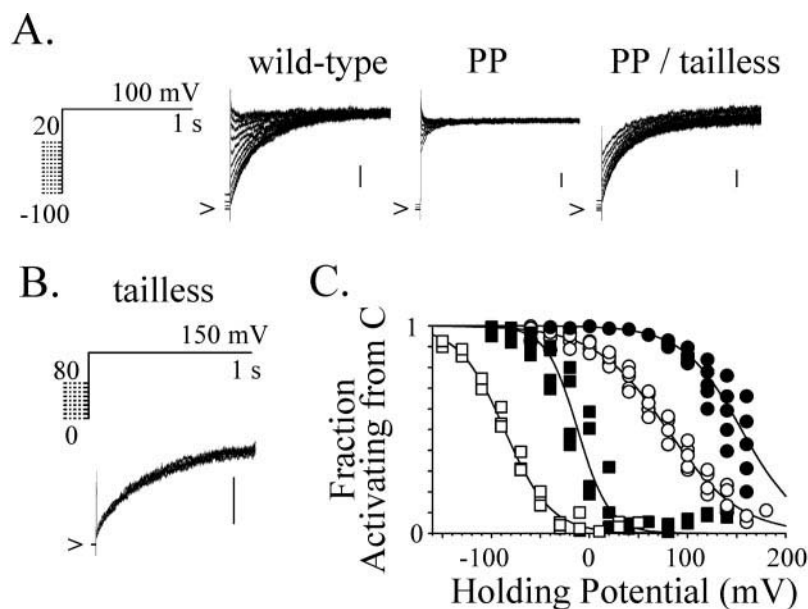 A.
wild-type PP PP / tailless
100 mV
20 1 s
-100
> > >
B. C.
tailless
150 mV
80 1 s
0
>
Fraction
Activating from C
1
0
-100 0 100 200
Holding Potential (mV)